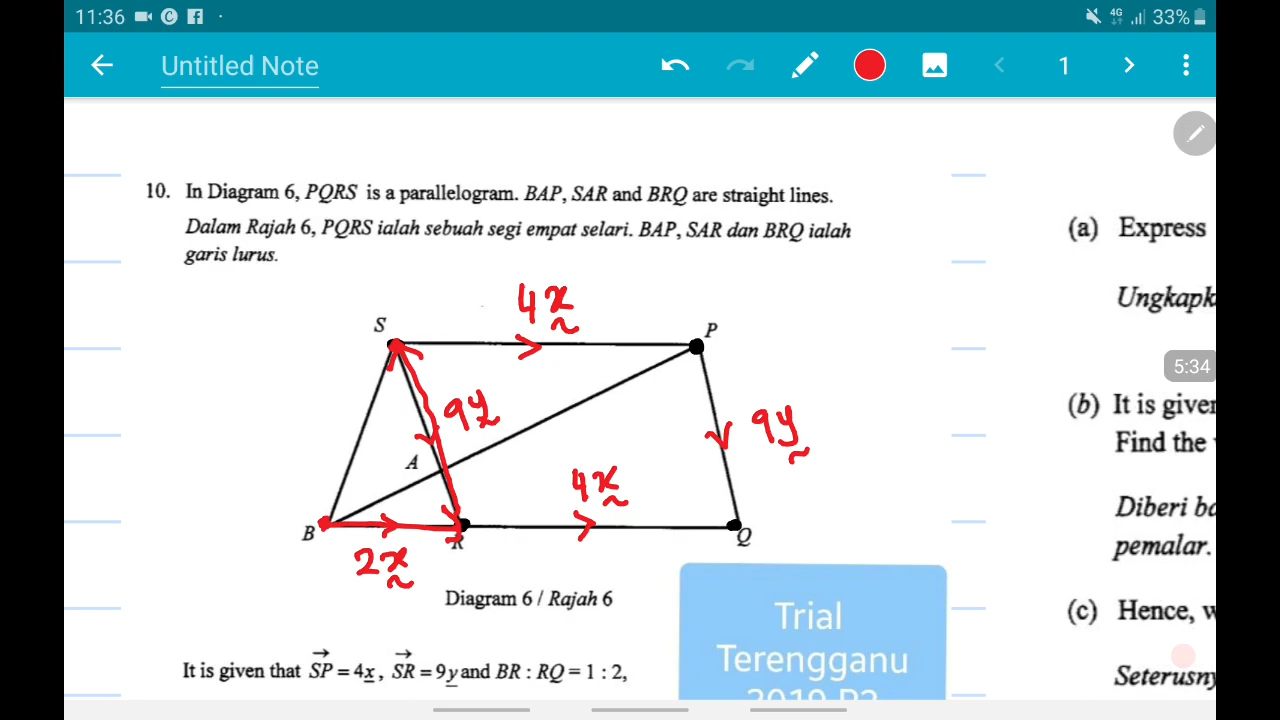 11:36 4G 33%
Untitled Note 1
10. In Diagram 6, PQRS is a parallelogram. BAP, SAR and BRQ are straight lines.
Dalam Rajah 6, PQRS ialah sebuah segi empat selari. BAP, SAR dan BRQ ialah
garis lurus.
4x
S
P
9y
9y
A
4x
B
R
Q
2x
Diagram 6 / Rajah 6
It is given that SP = 4x, SR = 9y and BR : RQ = 1 : 2,
Trial
Terengganu
2019 P2
(a) Express
Ungkapk
5:34
(b) It is giver
Find the
Diberi ba
pemalar.
(c) Hence, w
Seterusny